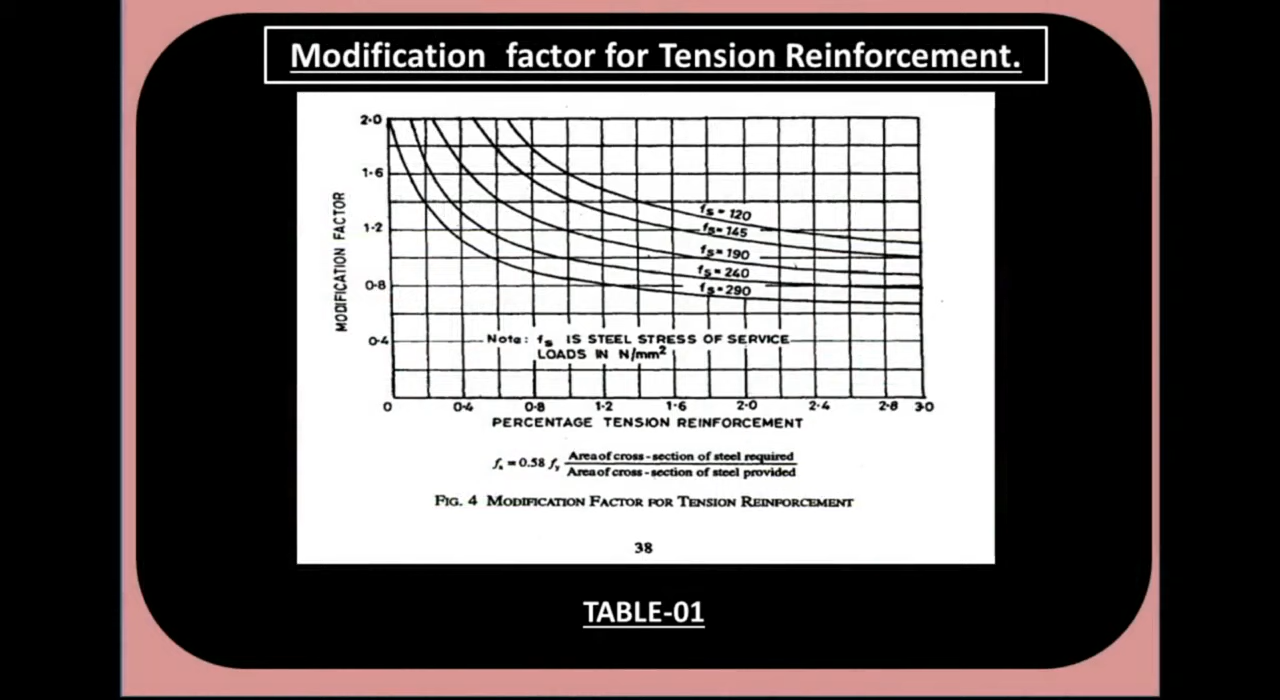 Modification factor for Tension Reinforcement.
2.0
1.6
1.2
0.8
0.4
MODIFICATION FACTOR
fs = 120
fs = 145
fs = 190
fs = 240
fs = 290
Note: fs IS STEEL STRESS OF SERVICE
LOADS IN N/mm²
0 0.4 0.8 1.2 1.6 2.0 2.4 2.8 3.0
PERCENTAGE TENSION REINFORCEMENT
fs = 0.58 fy Area of cross-section of steel required
Area of cross-section of steel provided
FIG. 4 MODIFICATION FACTOR FOR TENSION REINFORCEMENT
38
TABLE-01